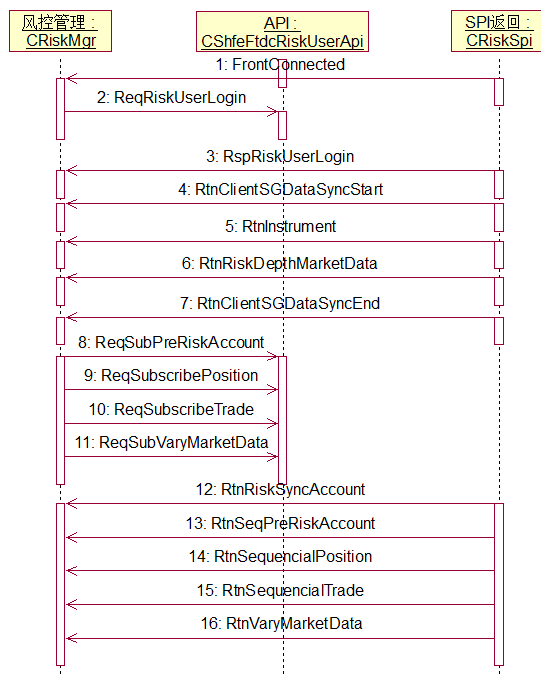 风控管理 :
CRiskMgr
API :
CShfeFtdcRiskUserApi
SPI返回 :
CRiskSpi
1: FrontConnected
2: ReqRiskUserLogin
3: RspRiskUserLogin
4: RtnClientSGDataSyncStart
5: RtnInstrument
6: RtnRiskDepthMarketData
7: RtnClientSGDataSyncEnd
8: ReqSubPreRiskAccount
9: ReqSubscribePosition
10: ReqSubscribeTrade
11: ReqSubVaryMarketData
12: RtnRiskSyncAccount
13: RtnSeqPreRiskAccount
14: RtnSequencialPosition
15: RtnSequencialTrade
16: RtnVaryMarketData